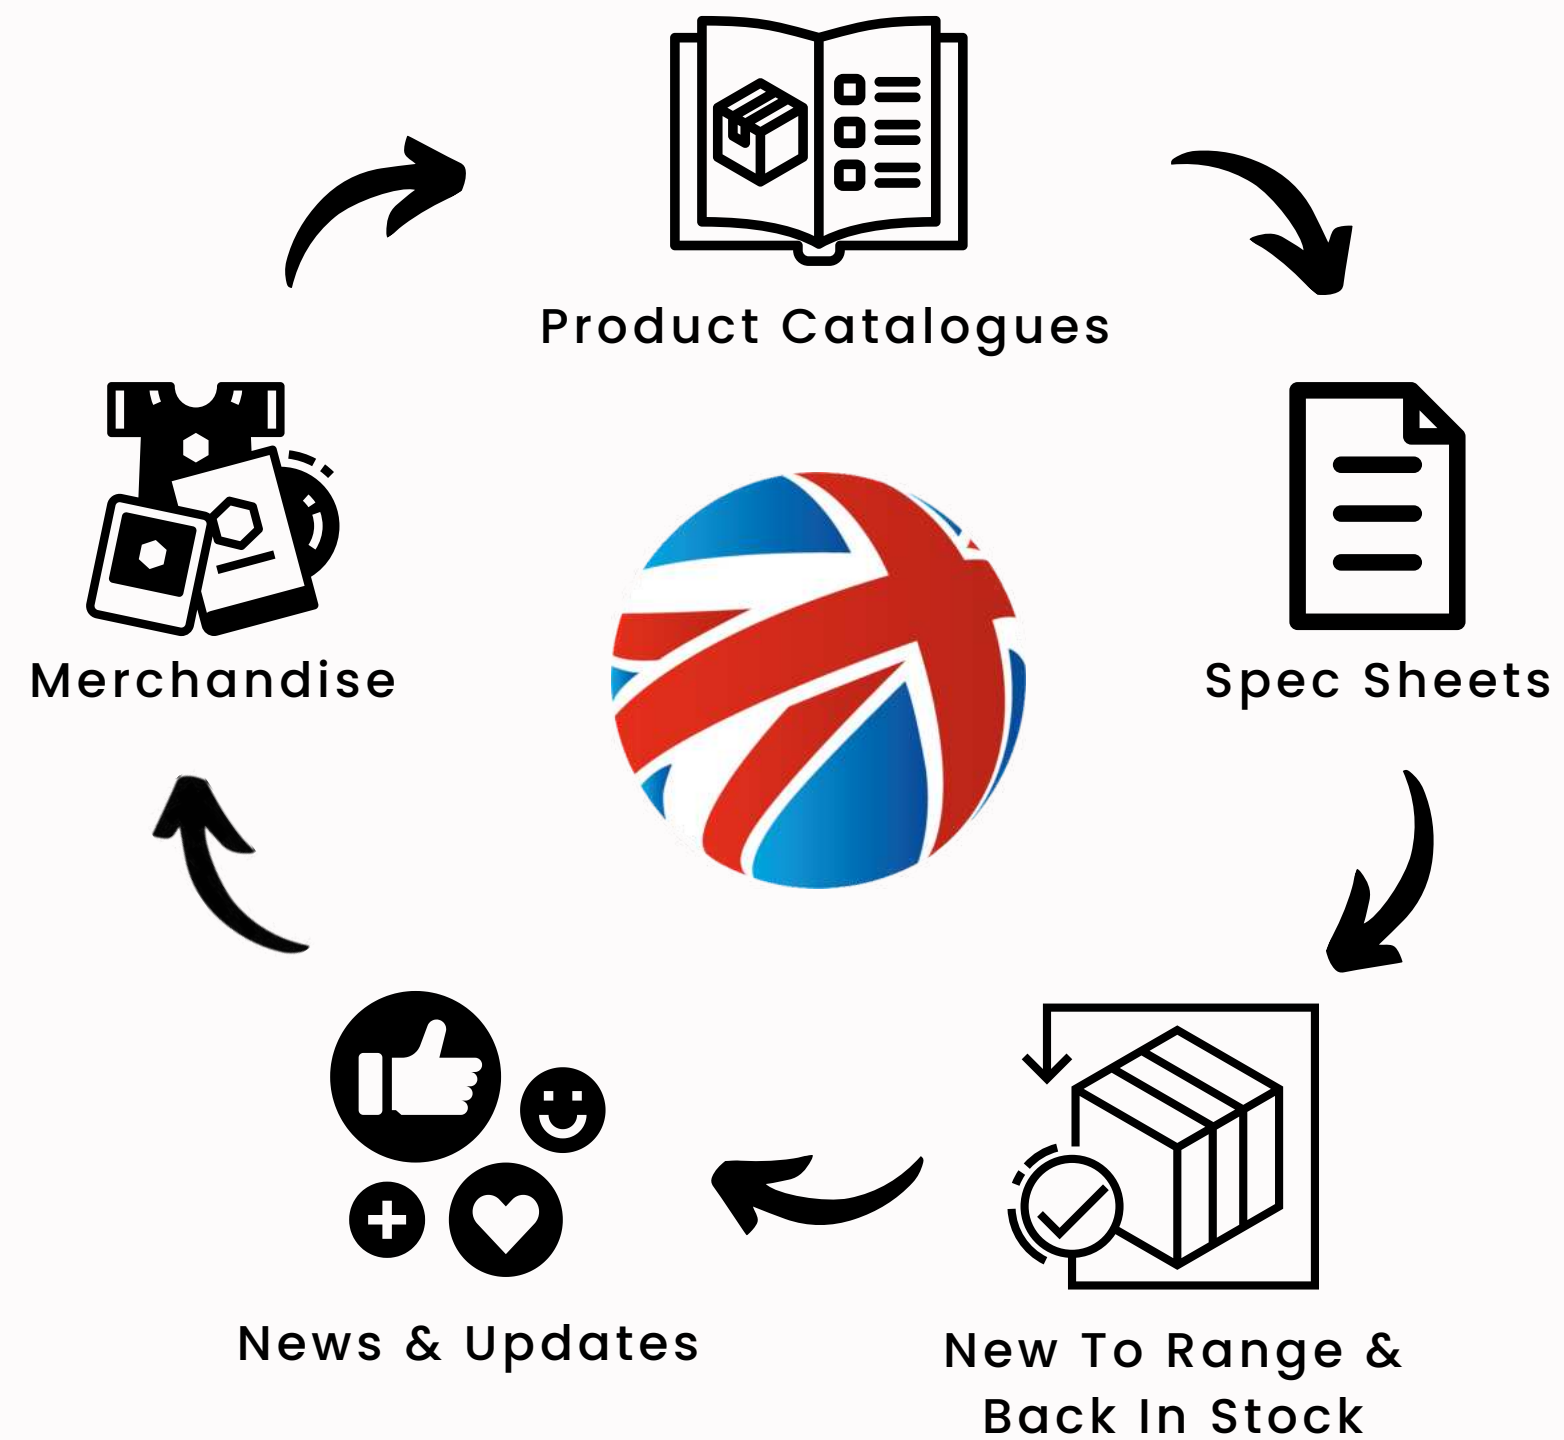 Product Catalogues
Merchandise
Spec Sheets
News & Updates
New To Range &
Back In Stock